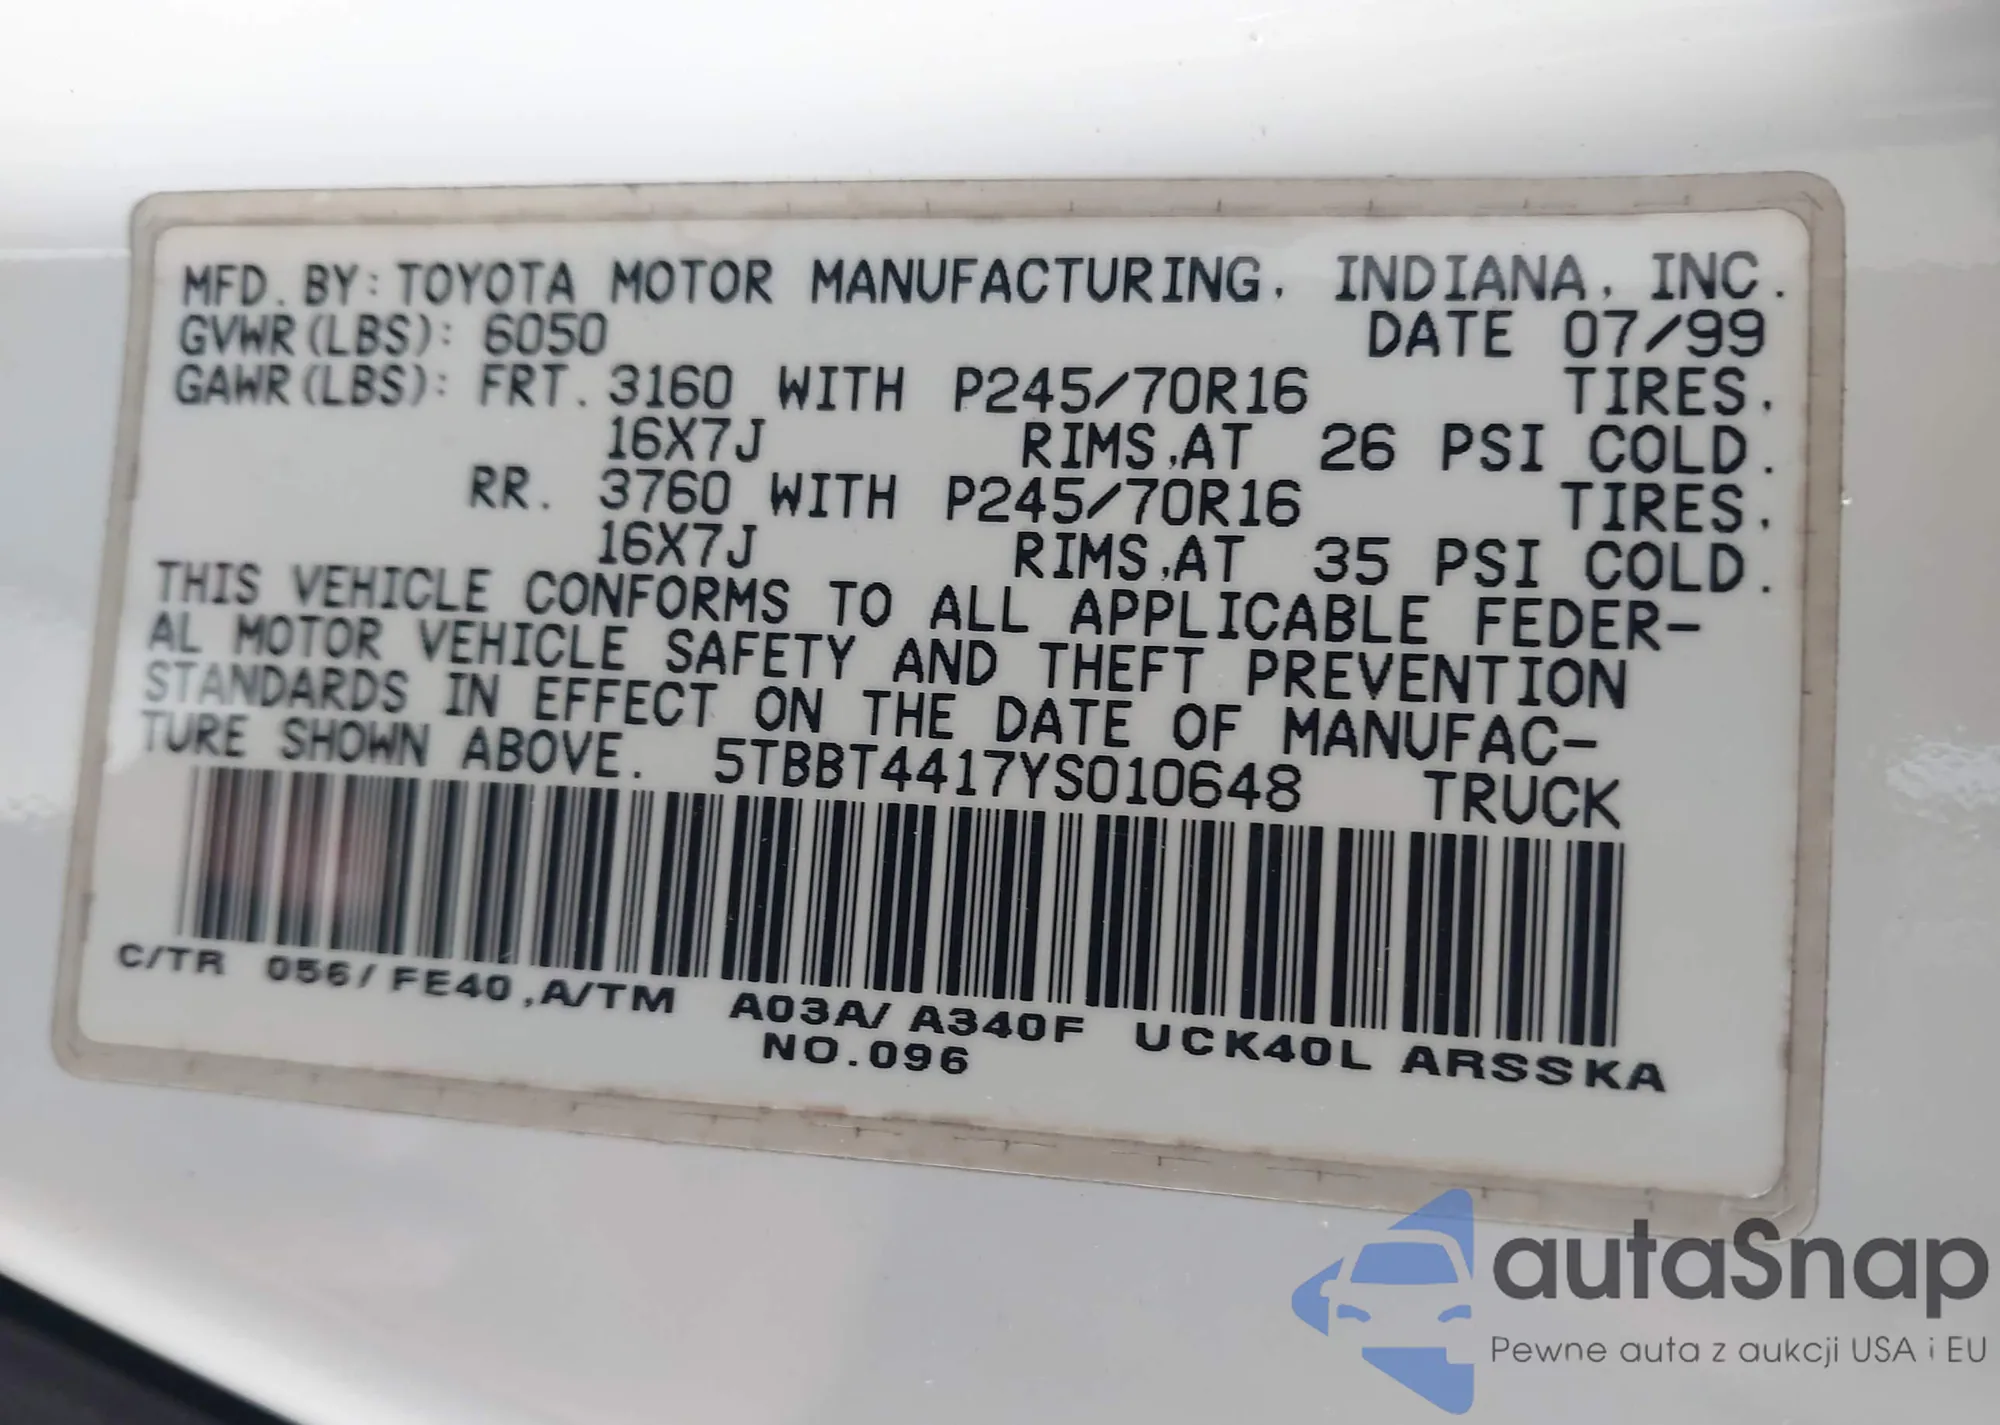 MFD. BY: TOYOTA MOTOR MANUFACTURING, INDIANA, INC.
GVWR(LBS): 6050 DATE 07/99
GAWR(LBS): FRT. 3160 WITH P245/70R16 TIRES,
16X7J RIMS,AT 26 PSI COLD.
RR. 3760 WITH P245/70R16 TIRES,
16X7J RIMS,AT 35 PSI COLD.
THIS VEHICLE CONFORMS TO ALL APPLICABLE FEDER-
AL MOTOR VEHICLE SAFETY AND THEFT PREVENTION
STANDARDS IN EFFECT ON THE DATE OF MANUFAC-
TURE SHOWN ABOVE. 5TBBT4417YS010648 TRUCK
C/TR 056/FE40,A/TM A03A/A340F UCK40L ARSSKA
NO.096
autaSnap
Pewne auta z aukcji USA i EU